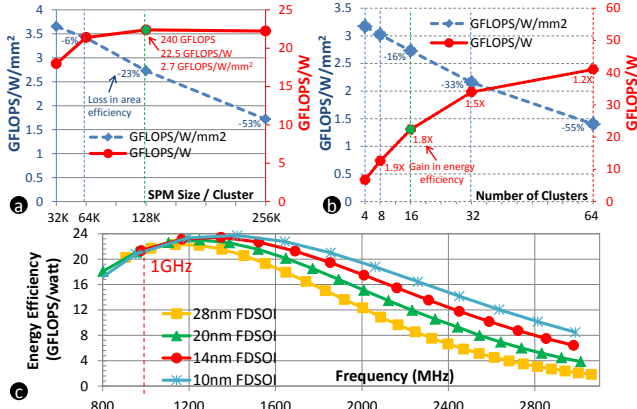 4
3.5
3
2.5
2
1.5
1
0.5
0
GFLOPS/W/mm2
25
20
15
10
5
0
GFLOPS/W
-6%
240 GFLOPS
22.5 GFLOPS/W
2.7 GFLOPS/W/mm²
-23%
Loss in area
efficiency
-53%
GFLOPS/W/mm2
GFLOPS/W
SPM Size / Cluster
a
32K 64K 128K 256K
3.5
3
2.5
2
1.5
1
0.5
0
GFLOPS/W/mm2
60
50
40
30
20
10
0
GFLOPS/W
GFLOPS/W/mm2
GFLOPS/W
-16%
-33%
1.5X
1.2X
1.8X
1.9X
Gain in energy
efficiency
-55%
Number of Clusters
b
4 8 16 32 64
24
20
16
12
8
4
0
Energy Efficiency
(GFLOPS/watt)
1GHz
28nm FDSOI
20nm FDSOI
14nm FDSOI
10nm FDSOI
Frequency (MHz)
c
800 1200 1600 2000 2400 2800